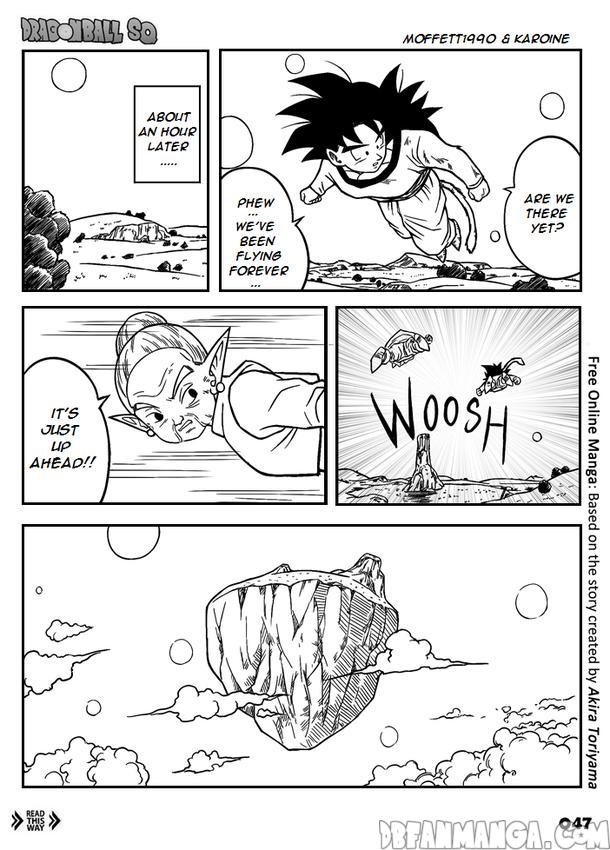 DRAGONBALL SQ
MOFFETT1990 & KAROINE
ABOUT
AN HOUR
LATER
.....
PHEW
...
WE'VE
BEEN
FLYING
FOREVER
...
ARE WE
THERE
YET?
IT'S
JUST
UP
AHEAD!!
WOOSH
Free Online Manga: Based on the story created by Akira Toriyama
READ
THIS
WAY
047
DBFANMANGA.COM